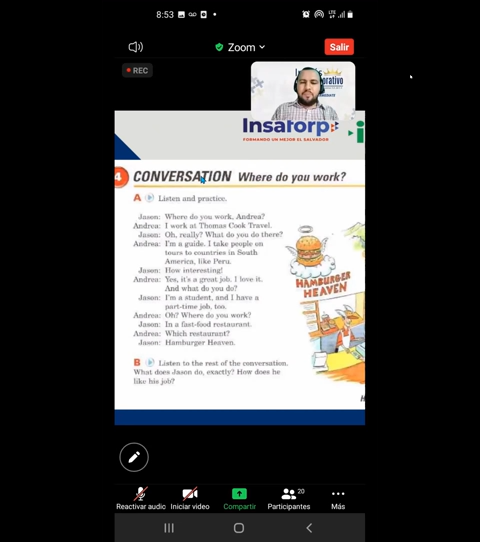 8:53
LTE
Zoom
Salir
REC
Insaforp
FORMANDO UN MEJOR EL SALVADOR
4 CONVERSATION Where do you work?
A Listen and practice.
Jason: Where do you work, Andrea?
Andrea: I work at Thomas Cook Travel.
Jason: Oh, really? What do you do there?
Andrea: I'm a guide. I take people on
tours to countries in South
America, like Peru.
Jason: How interesting!
Andrea: Yes, it's a great job. I love it.
And what do you do?
Jason: I'm a student, and I have a
part-time job, too.
Andrea: Oh? Where do you work?
Jason: In a fast-food restaurant.
Andrea: Which restaurant?
Jason: Hamburger Heaven.
HAMBURGER
HEAVEN
B Listen to the rest of the conversation.
What does Jason do, exactly? How does he
like his job?
H
Reactivar audio
Iniciar video
Compartir
20
Participantes
Más